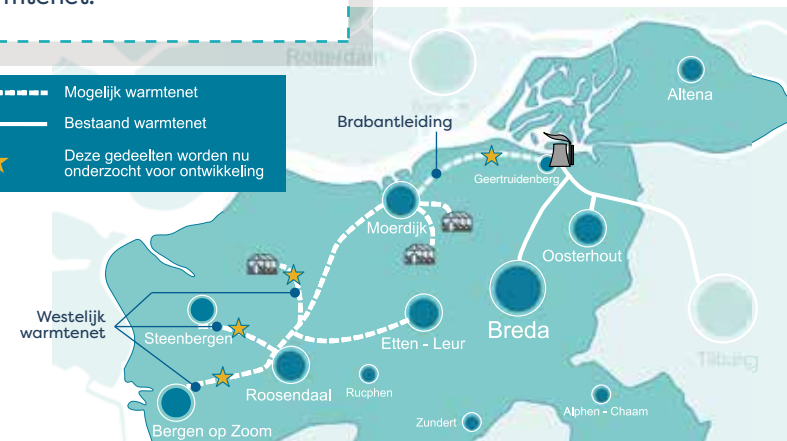 mtenet.
Rotterdam
Mogelijk warmtenet
Bestaand warmtenet
Deze gedeelten worden nu
onderzocht voor ontwikkeling
Brabantleiding
Altena
Geertruidenberg
Moerdijk
Oosterhout
Westelijk
warmtenet
Steenbergen
Etten - Leur
Breda
Tilburg
Roosendaal
Rucphen
Alphen - Chaam
Zundert
Bergen op Zoom